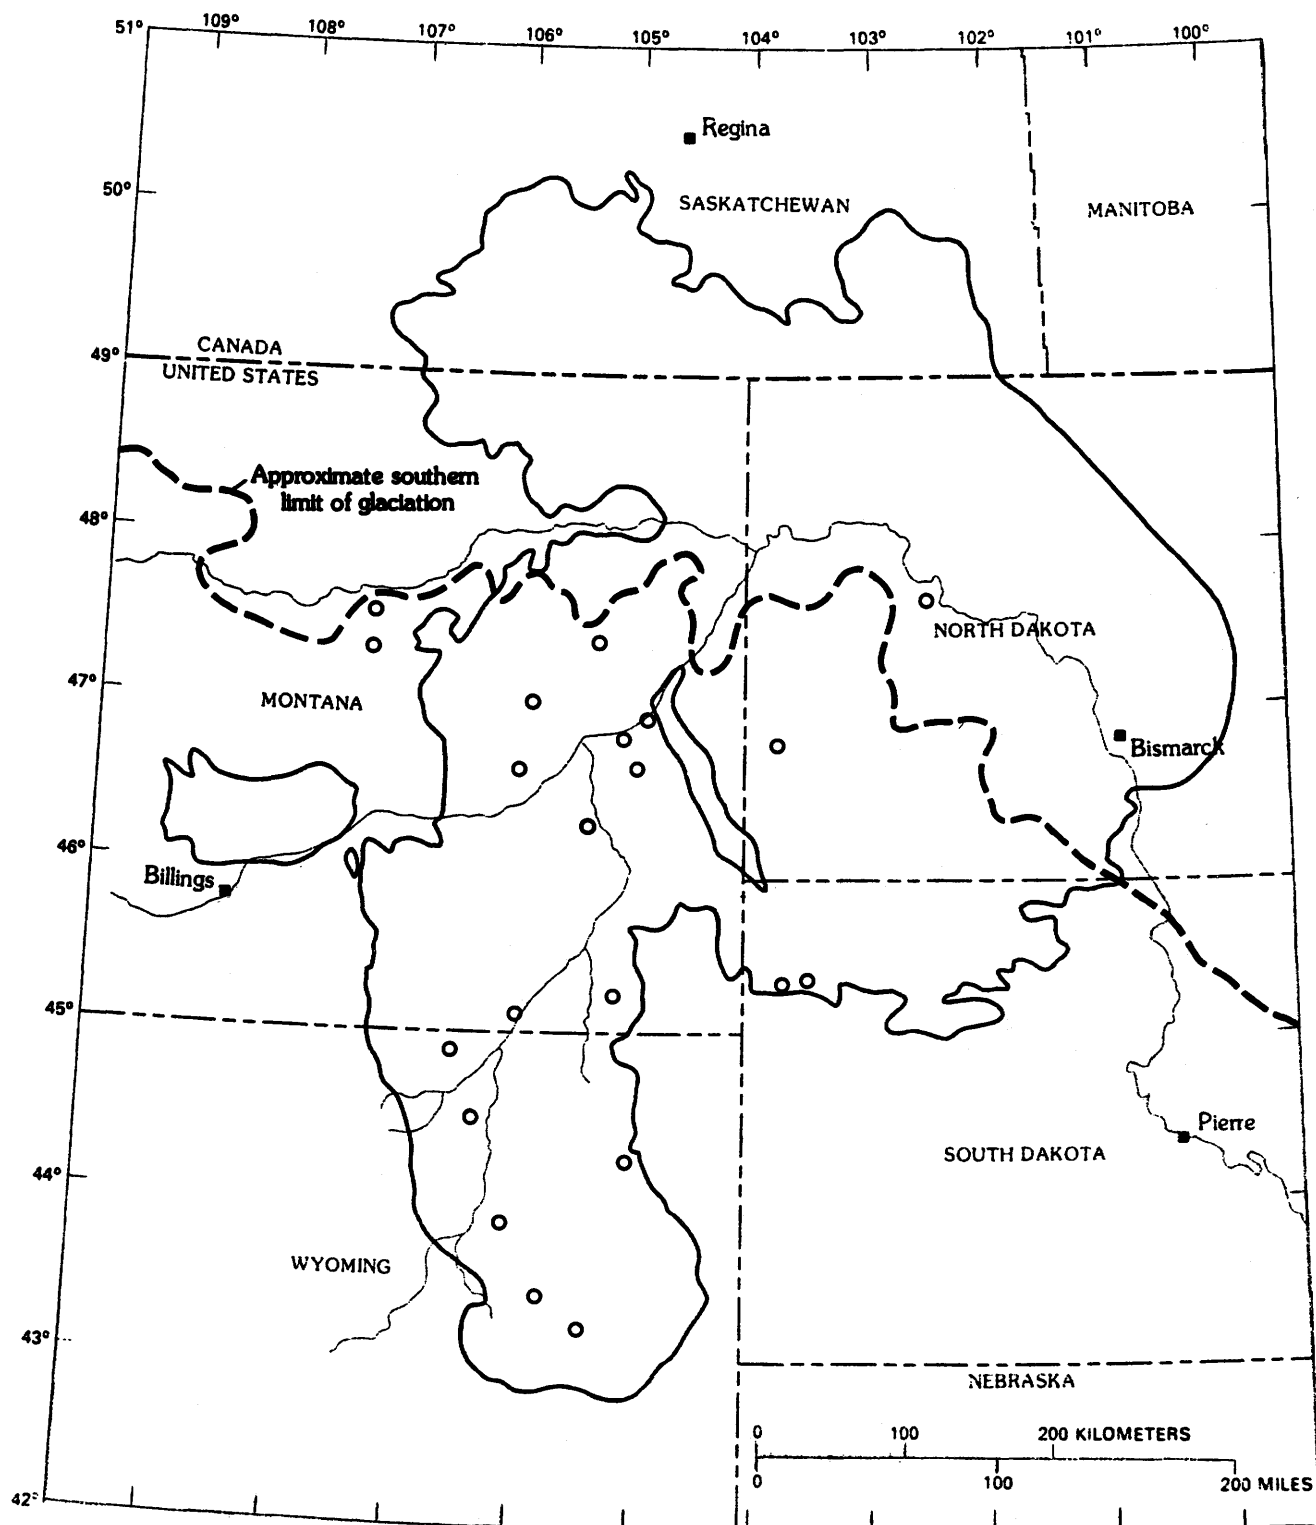 51° 109° 108° 107° 106° 105° 104° 103° 102° 101° 100°
Regina
50°
SASKATCHEWAN
MANITOBA
CANADA
49°
UNITED STATES
Approximate southern
limit of glaciation
48°
NORTH DAKOTA
47°
MONTANA
Bismarck
46°
Billings
45°
Pierre
SOUTH DAKOTA
44°
WYOMING
43°
NEBRASKA
0 100 200 KILOMETERS
0 100 200 MILES
42°